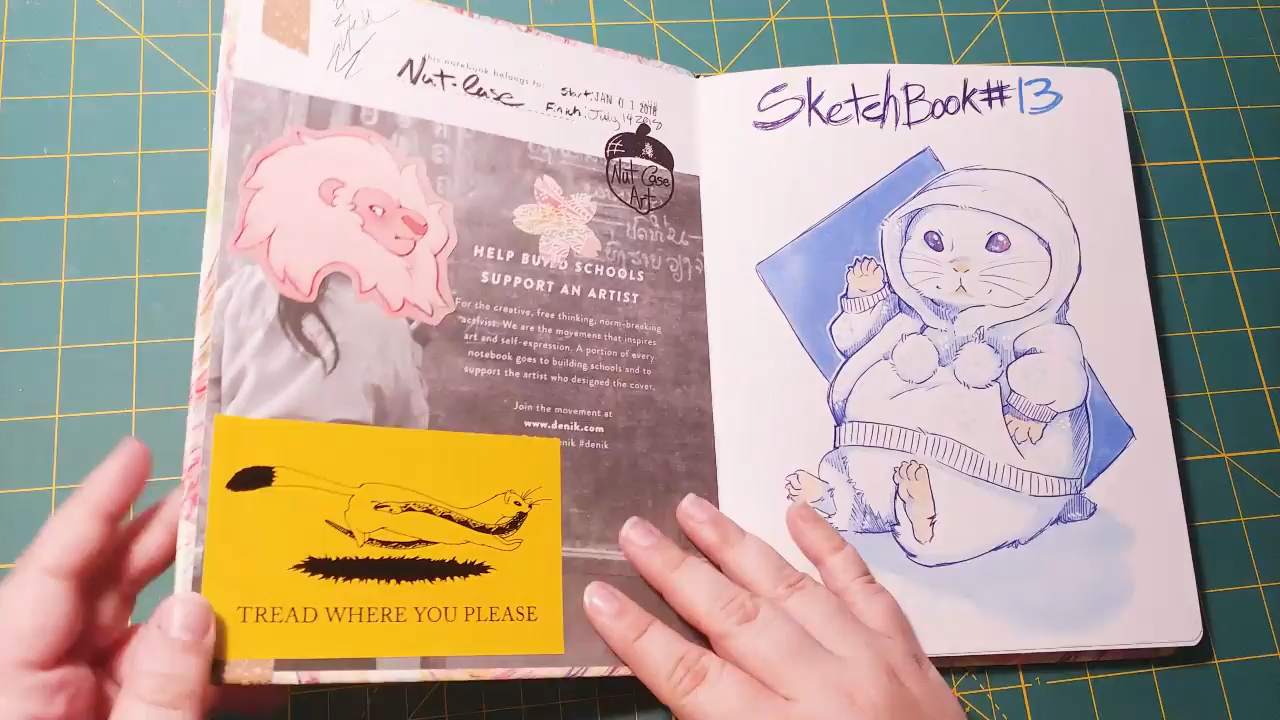 this notebook belongs to:
Nut-Case
Start: JAN 01 2018
Finish: July 14 2018
Nut Case
Art
HELP BUILD SCHOOLS
SUPPORT AN ARTIST
For the creative, free thinking, norm-breaking
activist. We are the movement that inspires
art and self-expression. A portion of every
notebook goes to building schools and to
support the artist who designed the cover.
Join the movement at
www.denik.com
#denik
TREAD WHERE YOU PLEASE
SketchBook#13